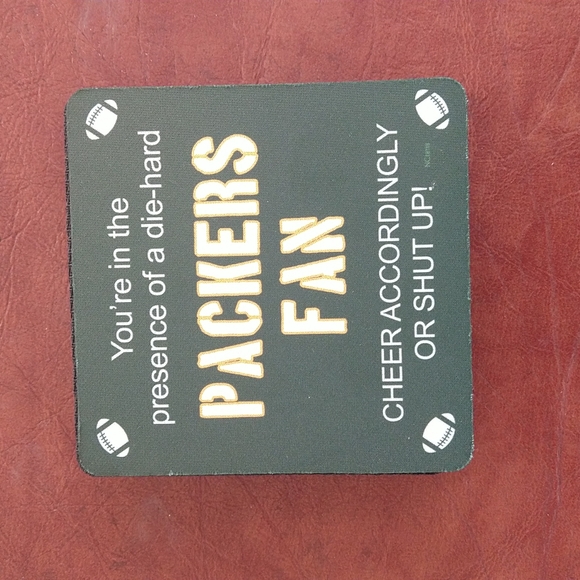 You're in the
presence of a die-hard
PACKERS
FAN
CHEER ACCORDINGLY
OR SHUT UP!